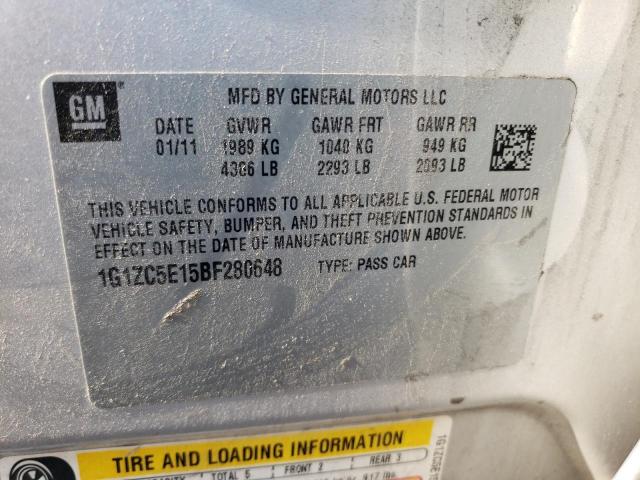 GM
MFD BY GENERAL MOTORS LLC
DATE GVWR GAWR FRT GAWR RR
01/11 1989 KG 1040 KG 949 KG
4386 LB 2293 LB 2093 LB
THIS VEHICLE CONFORMS TO ALL APPLICABLE U.S. FEDERAL MOTOR
VEHICLE SAFETY, BUMPER, AND THEFT PREVENTION STANDARDS IN
EFFECT ON THE DATE OF MANUFACTURE SHOWN ABOVE.
1G1ZC5E15BF280648 TYPE: PASS CAR
TIRE AND LOADING INFORMATION
TOTAL 5 FRONT 2 REAR 3